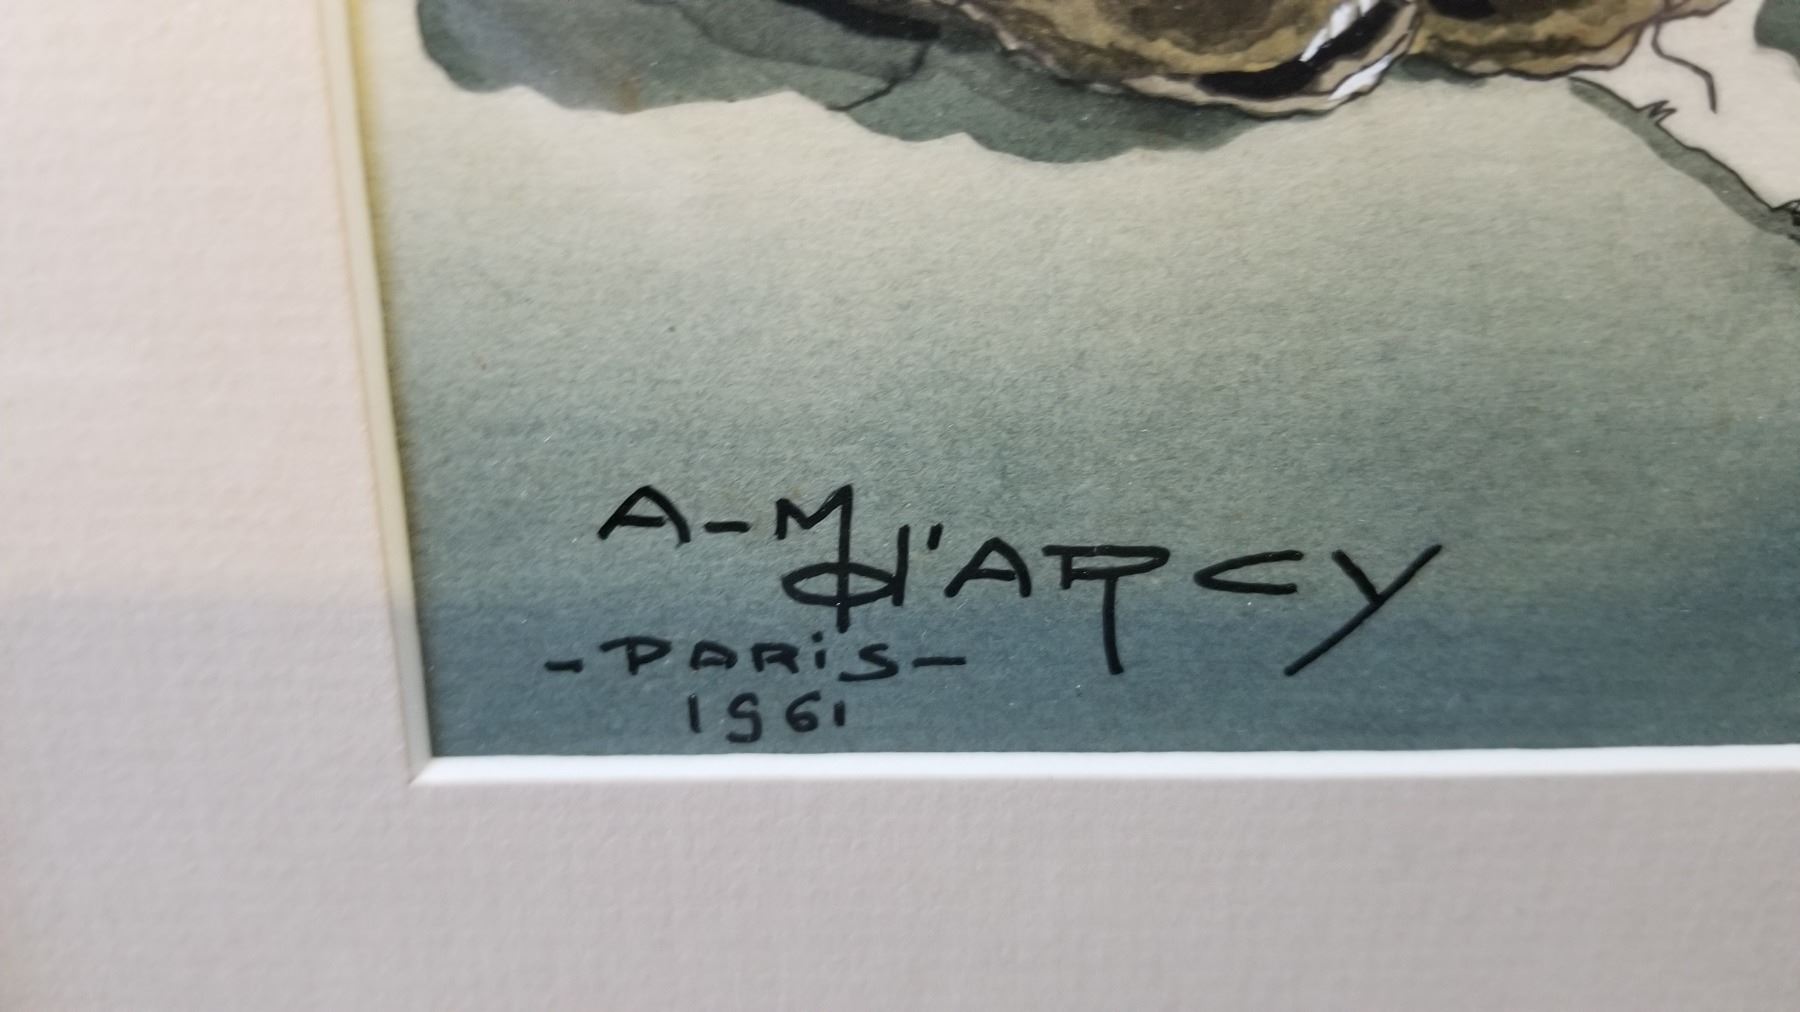 A-M d'ARCY
- PARiS -
1961